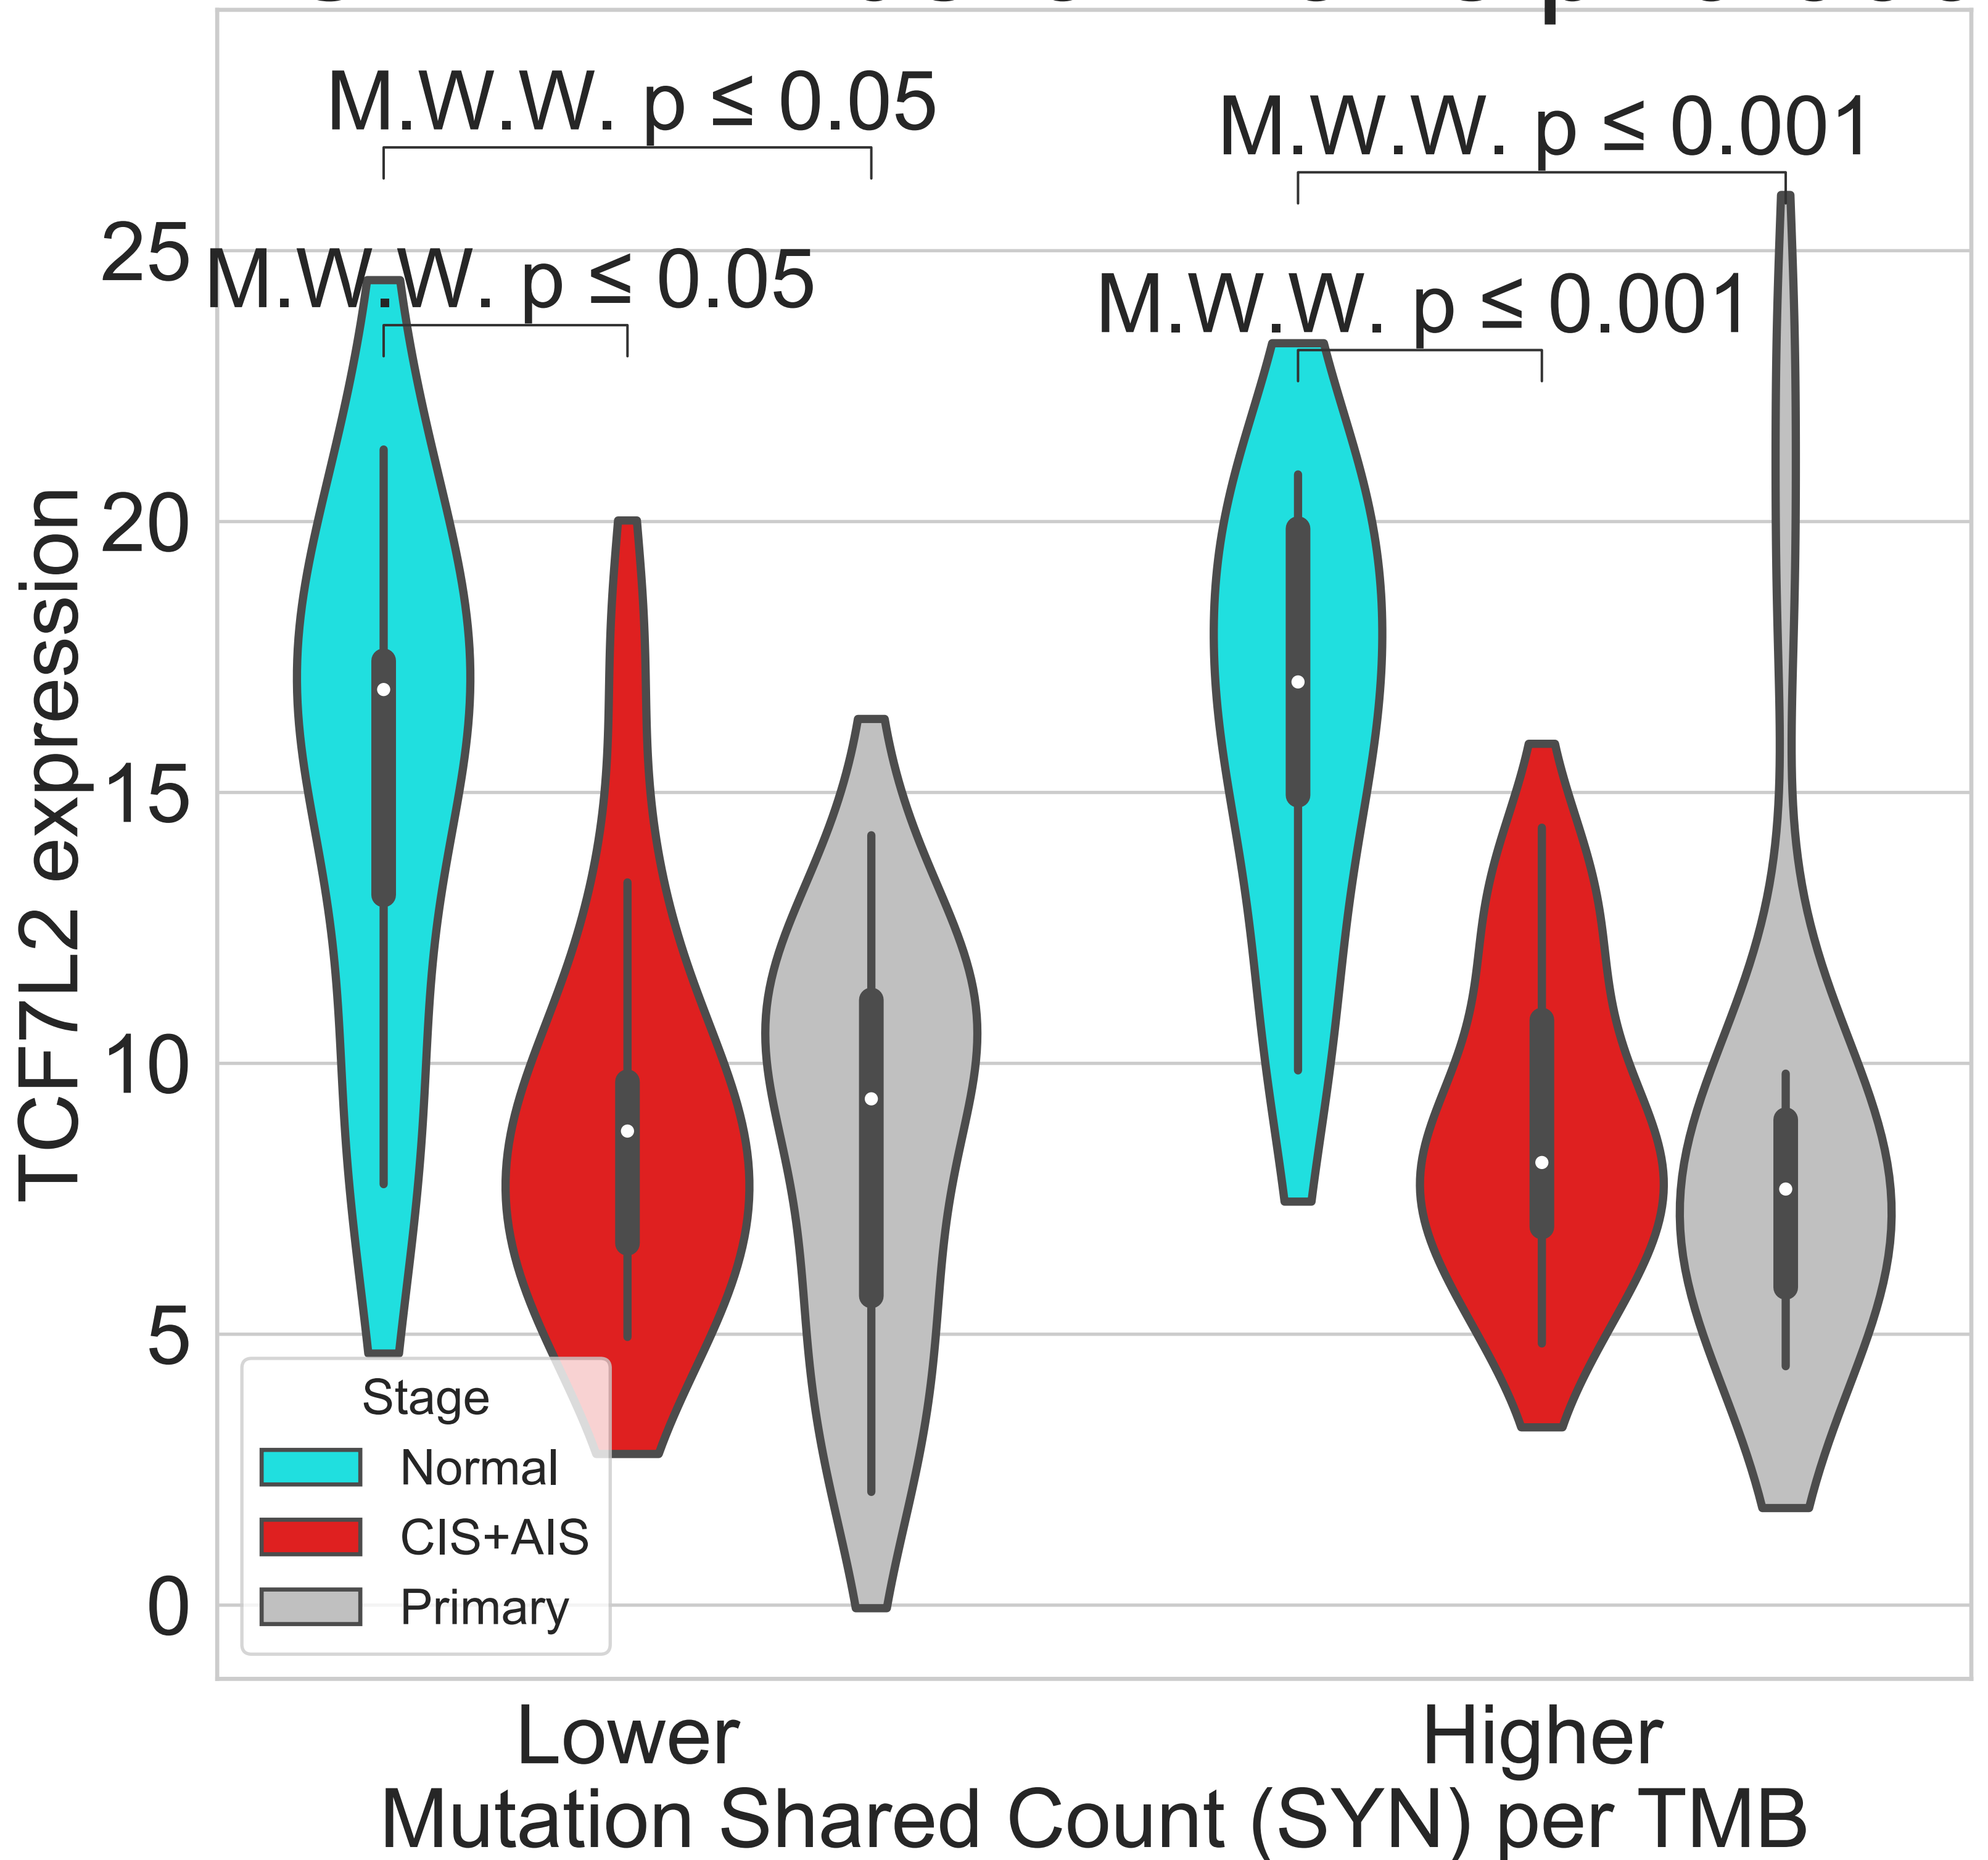 M.W.W. p ≤ 0.05
M.W.W. p ≤ 0.001
M.W.W. p ≤ 0.05
M.W.W. p ≤ 0.001
TCF7L2 expression
25
20
15
10
5
0
Stage
Normal
CIS+AIS
Primary
Lower
Higher
Mutation Shared Count (SYN) per TMB